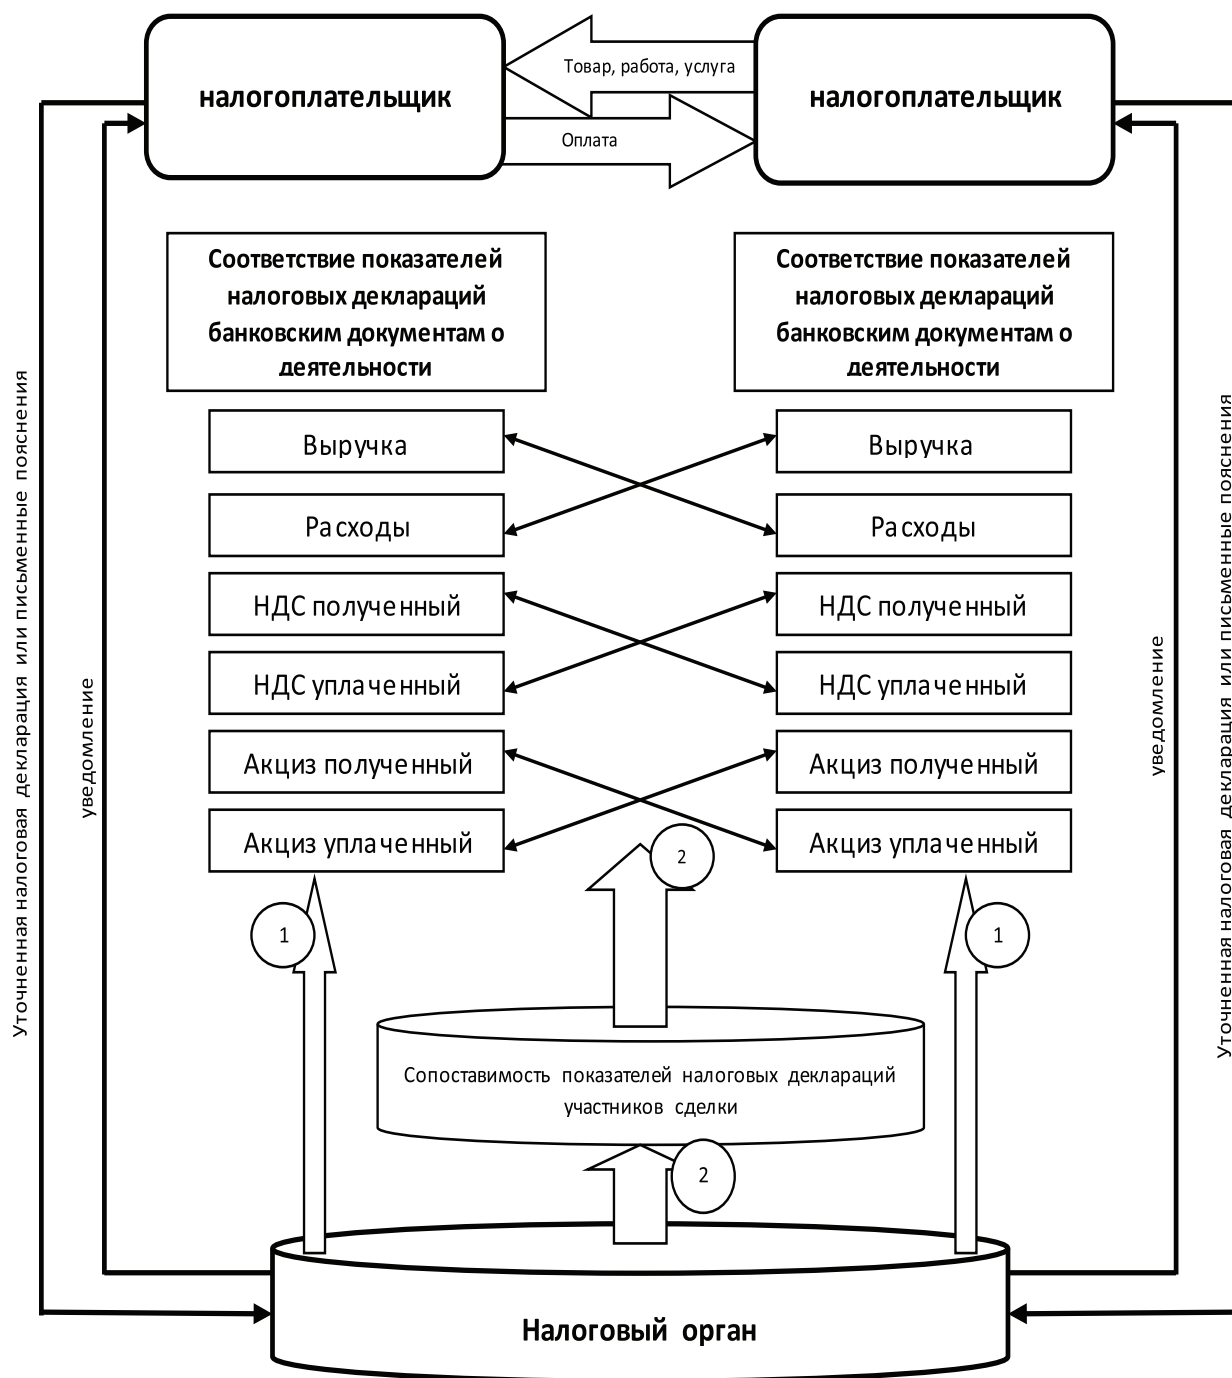 налогоплательщик
Товар, работа, услуга
Оплата
налогоплательщик
Соответствие показателей
налоговых деклараций
банковским документам о
деятельности
Соответствие показателей
налоговых деклараций
банковским документам о
деятельности
Выручка
Выручка
Расходы
Расходы
НДС полученный
НДС полученный
НДС уплаченный
НДС уплаченный
Акциз полученный
Акциз полученный
Акциз уплаченный
Акциз уплаченный
Уточненная налоговая декларация или письменные пояснения
уведомление
уведомление
Уточненная налоговая декларация или письменные пояснения
2
1
1
Сопоставимость показателей налоговых деклараций
участников сделки
2
Налоговый орган